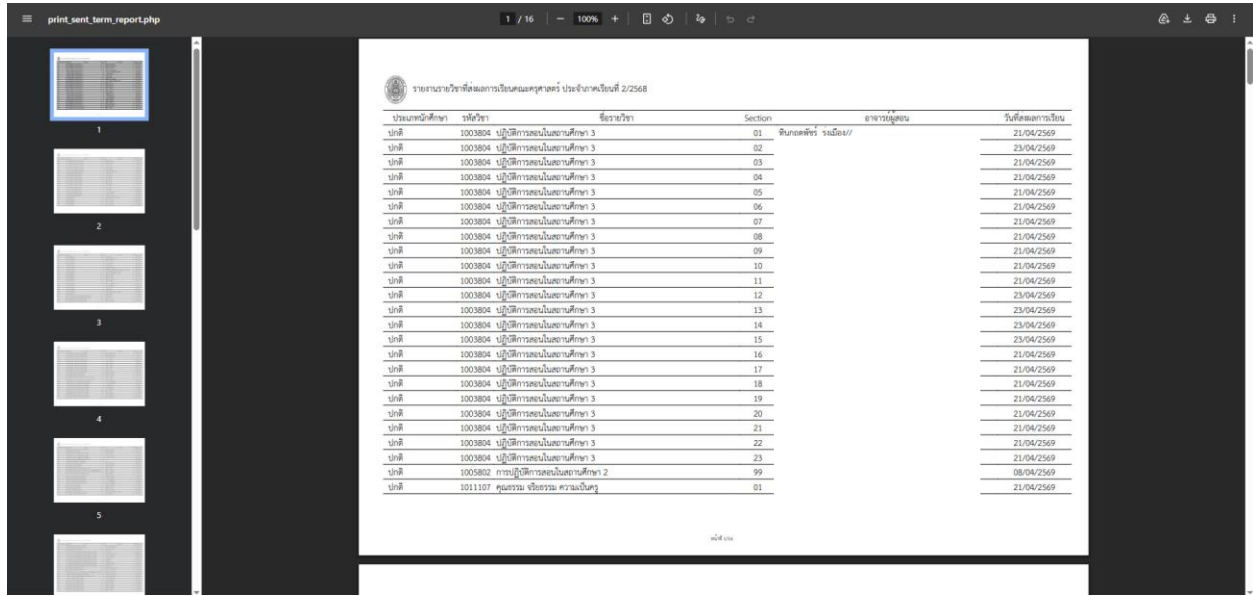 print_sent_term_report.php
1 / 16
100%
1
2
3
4
5
รายงานรายวิชาที่ส่งผลการเรียนคณะครุศาสตร์ ประจำภาคเรียนที่ 2/2568
ประเภทนักศึกษา รหัสวิชา ชื่อรายวิชา Section อาจารย์ผู้สอน วันที่ส่งผลการเรียน
ปกติ 1003804 ปฏิบัติการสอนในสถานศึกษา 3 01 21/04/2569
ปกติ 1003804 ปฏิบัติการสอนในสถานศึกษา 3 02 23/04/2569
ปกติ 1003804 ปฏิบัติการสอนในสถานศึกษา 3 03 21/04/2569
ปกติ 1003804 ปฏิบัติการสอนในสถานศึกษา 3 04 21/04/2569
ปกติ 1003804 ปฏิบัติการสอนในสถานศึกษา 3 05 21/04/2569
ปกติ 1003804 ปฏิบัติการสอนในสถานศึกษา 3 06 21/04/2569
ปกติ 1003804 ปฏิบัติการสอนในสถานศึกษา 3 07 21/04/2569
ปกติ 1003804 ปฏิบัติการสอนในสถานศึกษา 3 08 21/04/2569
ปกติ 1003804 ปฏิบัติการสอนในสถานศึกษา 3 09 21/04/2569
ปกติ 1003804 ปฏิบัติการสอนในสถานศึกษา 3 10 21/04/2569
ปกติ 1003804 ปฏิบัติการสอนในสถานศึกษา 3 11 21/04/2569
ปกติ 1003804 ปฏิบัติการสอนในสถานศึกษา 3 12 23/04/2569
ปกติ 1003804 ปฏิบัติการสอนในสถานศึกษา 3 13 23/04/2569
ปกติ 1003804 ปฏิบัติการสอนในสถานศึกษา 3 14 23/04/2569
ปกติ 1003804 ปฏิบัติการสอนในสถานศึกษา 3 15 23/04/2569
ปกติ 1003804 ปฏิบัติการสอนในสถานศึกษา 3 16 21/04/2569
ปกติ 1003804 ปฏิบัติการสอนในสถานศึกษา 3 17 21/04/2569
ปกติ 1003804 ปฏิบัติการสอนในสถานศึกษา 3 18 21/04/2569
ปกติ 1003804 ปฏิบัติการสอนในสถานศึกษา 3 19 21/04/2569
ปกติ 1003804 ปฏิบัติการสอนในสถานศึกษา 3 20 21/04/2569
ปกติ 1003804 ปฏิบัติการสอนในสถานศึกษา 3 21 21/04/2569
ปกติ 1003804 ปฏิบัติการสอนในสถานศึกษา 3 22 21/04/2569
ปกติ 1003804 ปฏิบัติการสอนในสถานศึกษา 3 23 21/04/2569
ปกติ 1005802 การปฏิบัติการสอนในสถานศึกษา 2 99 08/04/2569
ปกติ 1011107 คุณธรรม จริยธรรม ความเป็นครู 01 21/04/2569